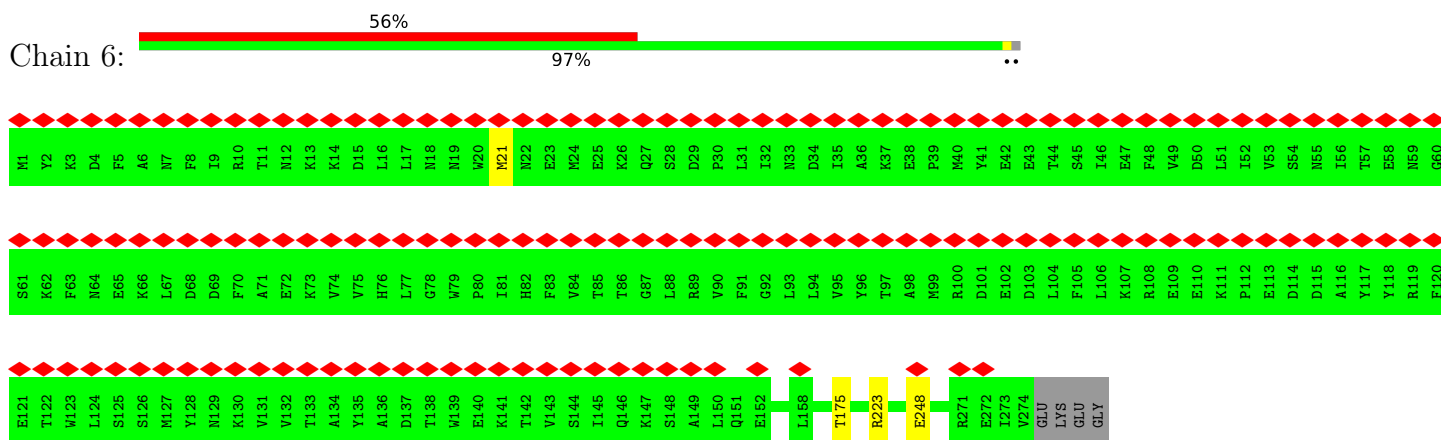 56%
Chain 6:
97%
••
M1 Y2 K3 D4 F5 A6 N7 F8 I9 R10 T11 N12 K13 K14 D15 L16 L17 N18 N19 W20 M21 N22 E23 M24 E25 K26 Q27 S28 D29 P30 L31 I32 N33 D34 I35 A36 K37 E38 P39 M40 Y41 E42 E43 T44 S45 I46 E47 F48 V49 D50 L51 I52 V53 S54 N55 I56 T57 E58 N59 G60
S61 K62 F63 N64 E65 K66 L67 D68 D69 F70 A71 E72 K73 V74 V75 H76 L77 G78 W79 P80 I81 H82 F83 V84 T85 T86 G87 L88 R89 V90 F91 G92 L93 L94 V95 Y96 T97 A98 M99 R100 D101 E102 D103 L104 F105 L106 K107 R108 E109 E110 K111 P112 E113 D114 D115 A116 Y117 Y118 R119 F120
E121 T122 W123 L124 S125 S126 M127 Y128 N129 K130 V131 V132 T133 A134 Y135 A136 D137 T138 W139 E140 K141 T142 V143 S144 I145 Q146 K147 S148 A149 L150 Q151 E152 L158 T175 R223 E248 R271 E272 I273 V274 GLU LYS GLU GLY